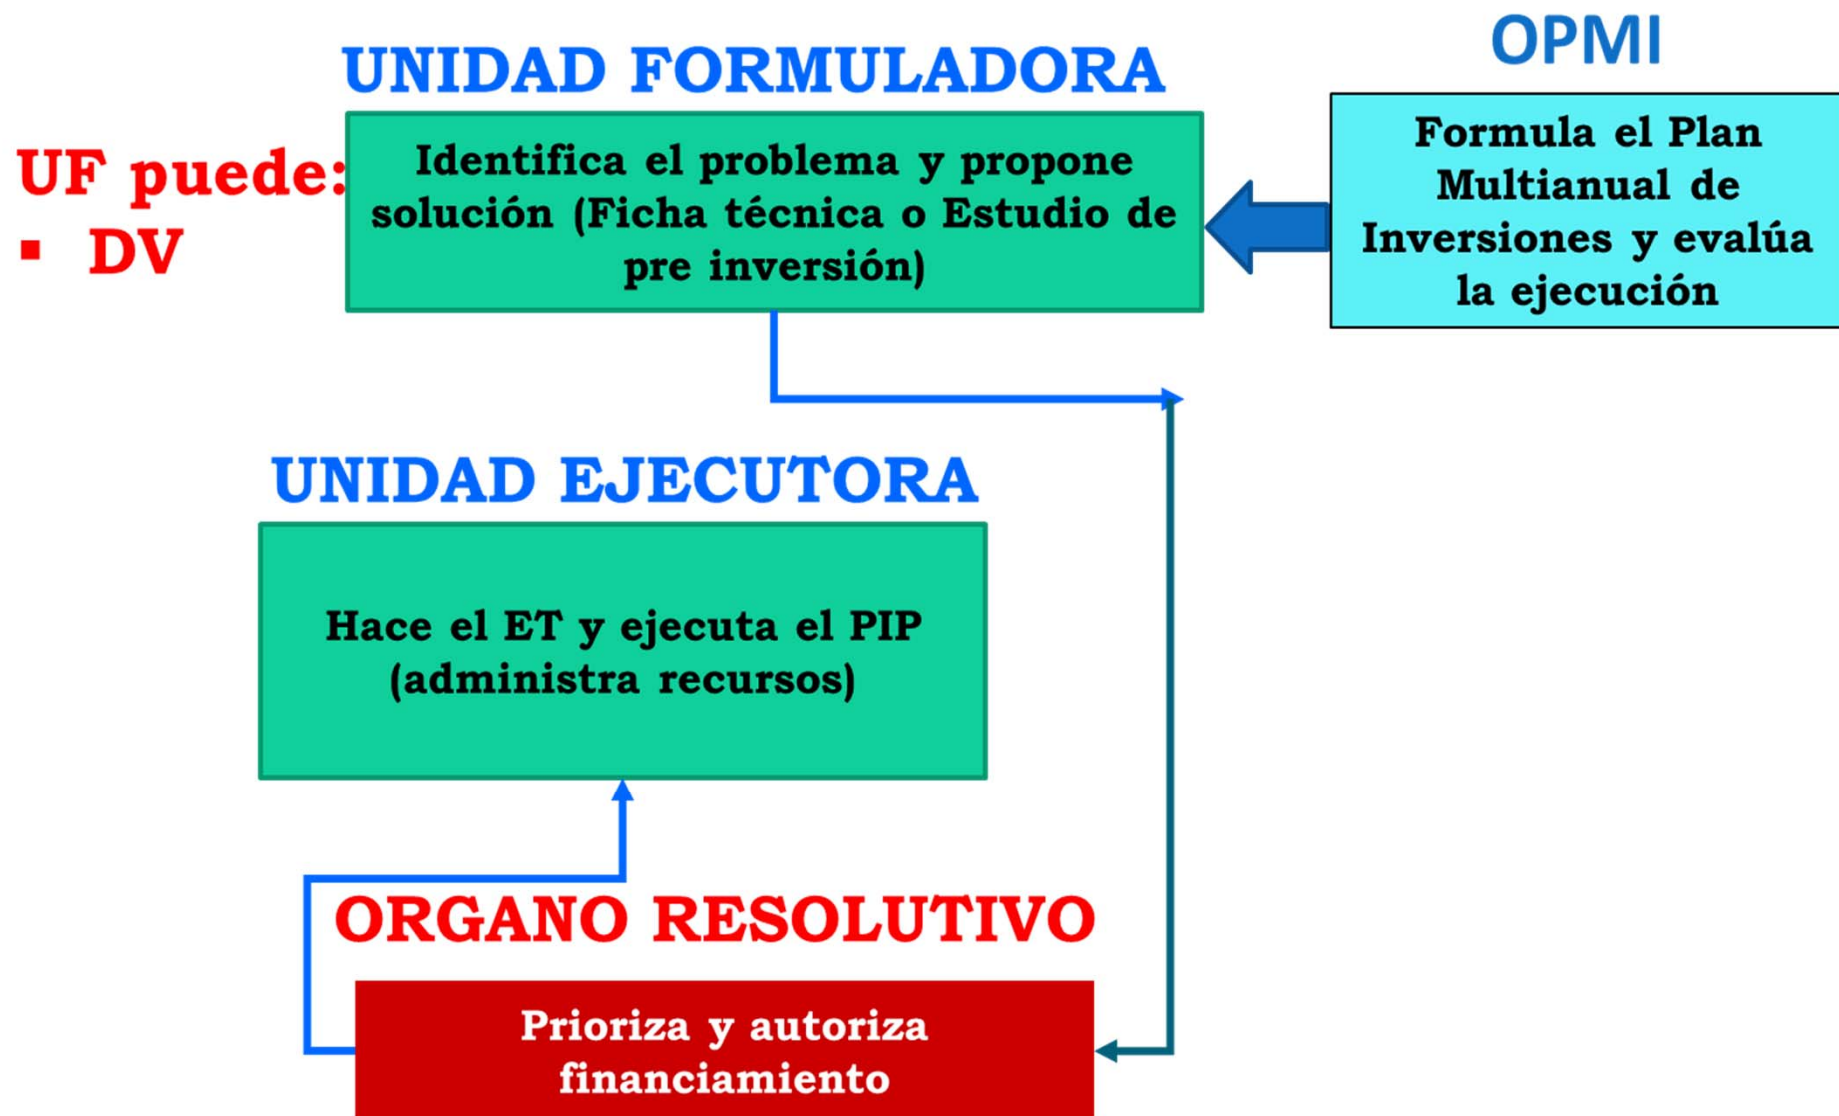 OPMI
UNIDAD FORMULADORA
Formula el Plan
Multianual de
Inversiones y evalúa
la ejecución
UF puede:
▪ DV
Identifica el problema y propone
solución (Ficha técnica o Estudio de
pre inversión)
UNIDAD EJECUTORA
Hace el ET y ejecuta el PIP
(administra recursos)
ORGANO RESOLUTIVO
Prioriza y autoriza
financiamiento